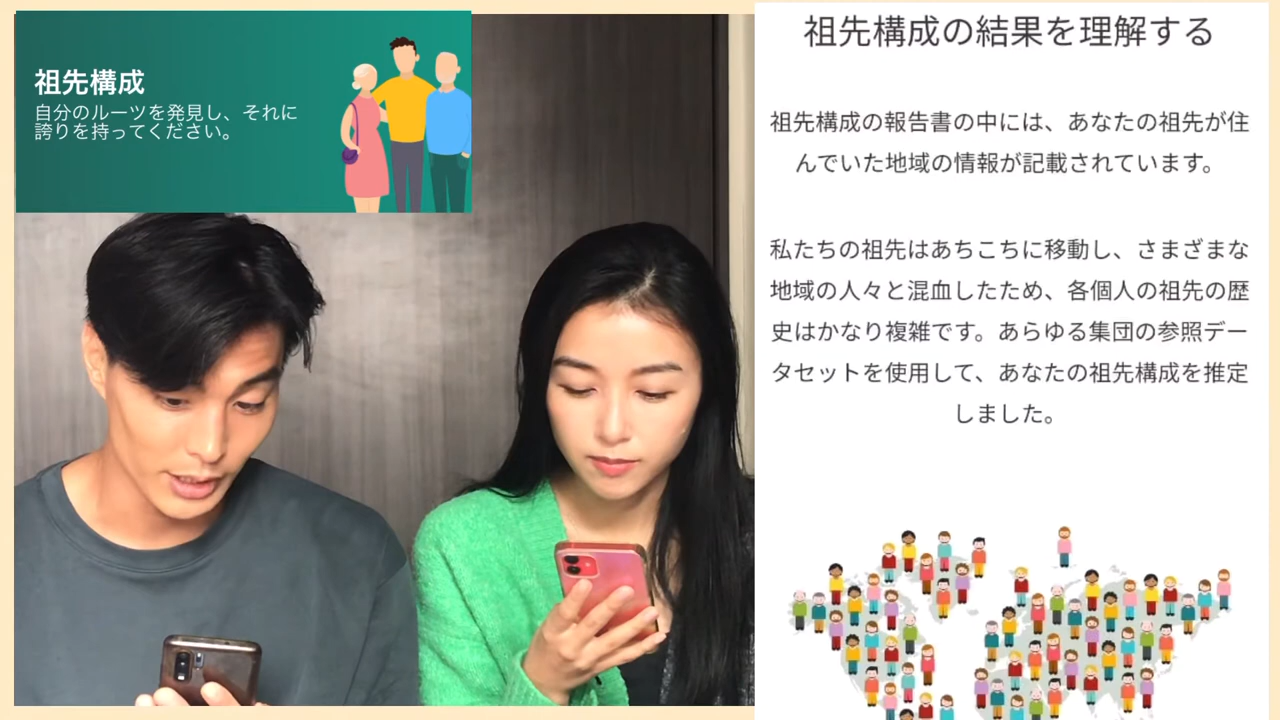 祖先構成
自分のルーツを発見し、それに
誇りを持ってください。
祖先構成の結果を理解する
祖先構成の報告書の中には、あなたの祖先が住
んでいた地域の情報が記載されています。
私たちの祖先はあちこちに移動し、さまざまな
地域の人々と混血したため、各個人の祖先の歴
史はかなり複雑です。あらゆる集団の参照デー
タセットを使用して、あなたの祖先構成を推定
しました。